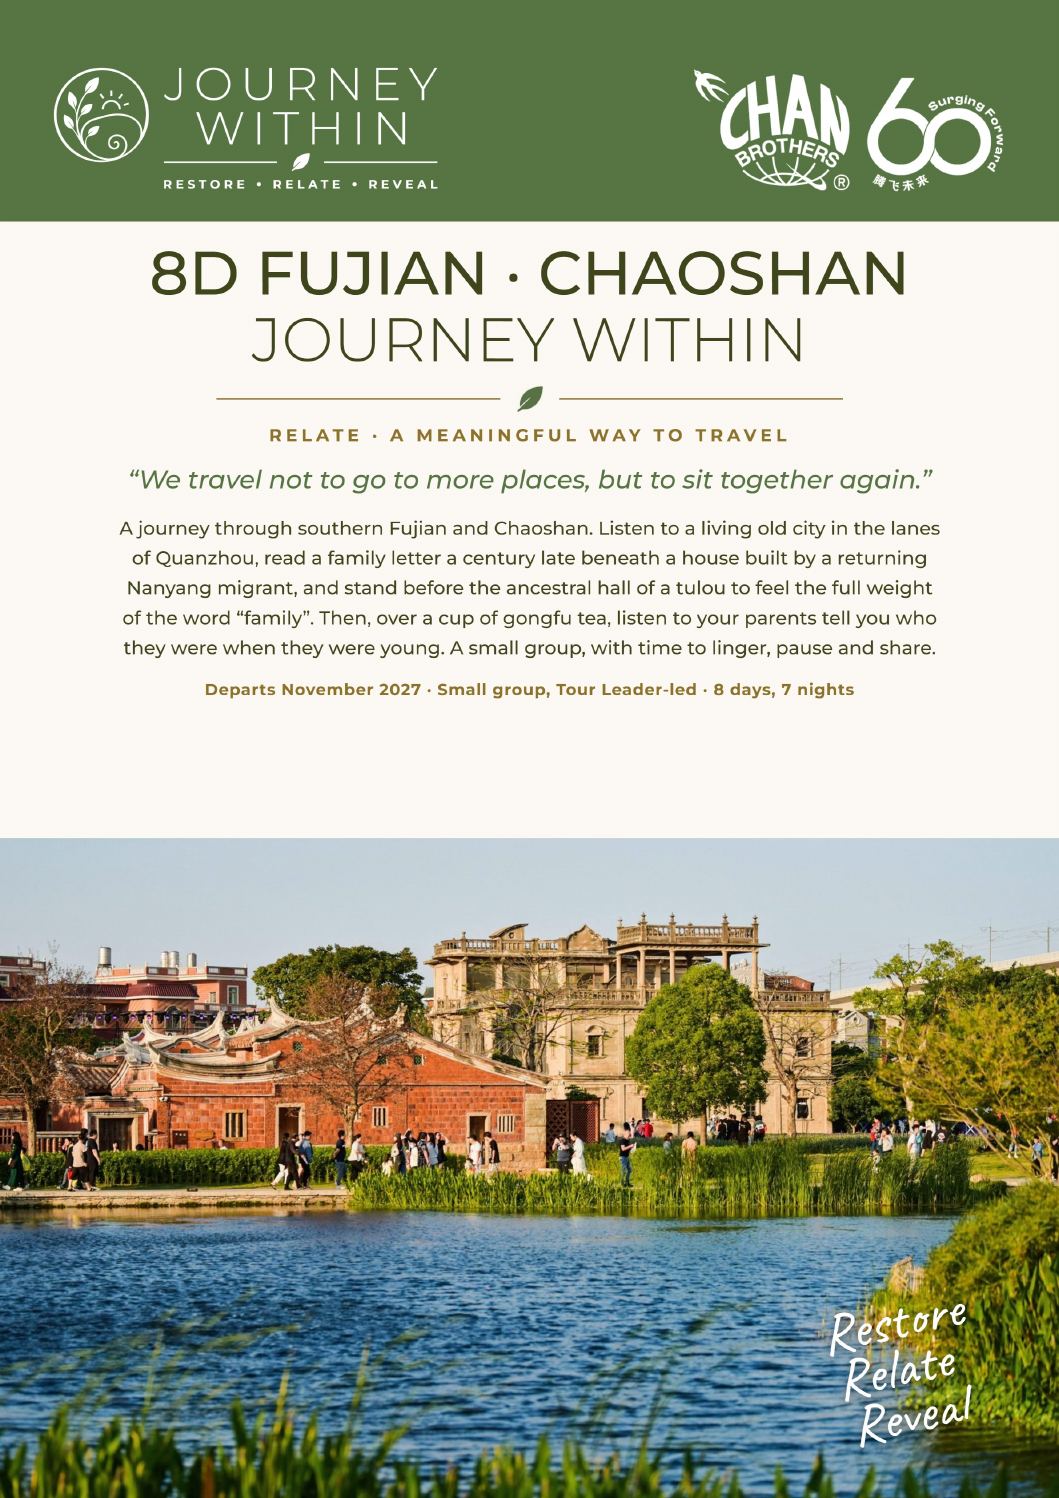 JOURNEY
WITHIN
RESTORE • RELATE • REVEAL
CHAN
BROTHERS
®
60
Surging Forward
腾飞未来
8D FUJIAN · CHAOSHAN
JOURNEY WITHIN
RELATE · A MEANINGFUL WAY TO TRAVEL
“We travel not to go to more places, but to sit together again.”
A journey through southern Fujian and Chaoshan. Listen to a living old city in the lanes
of Quanzhou, read a family letter a century late beneath a house built by a returning
Nanyang migrant, and stand before the ancestral hall of a tulou to feel the full weight
of the word “family”. Then, over a cup of gongfu tea, listen to your parents tell you who
they were when they were young. A small group, with time to linger, pause and share.
Departs November 2027 · Small group, Tour Leader-led · 8 days, 7 nights
Restore
Relate
Reveal